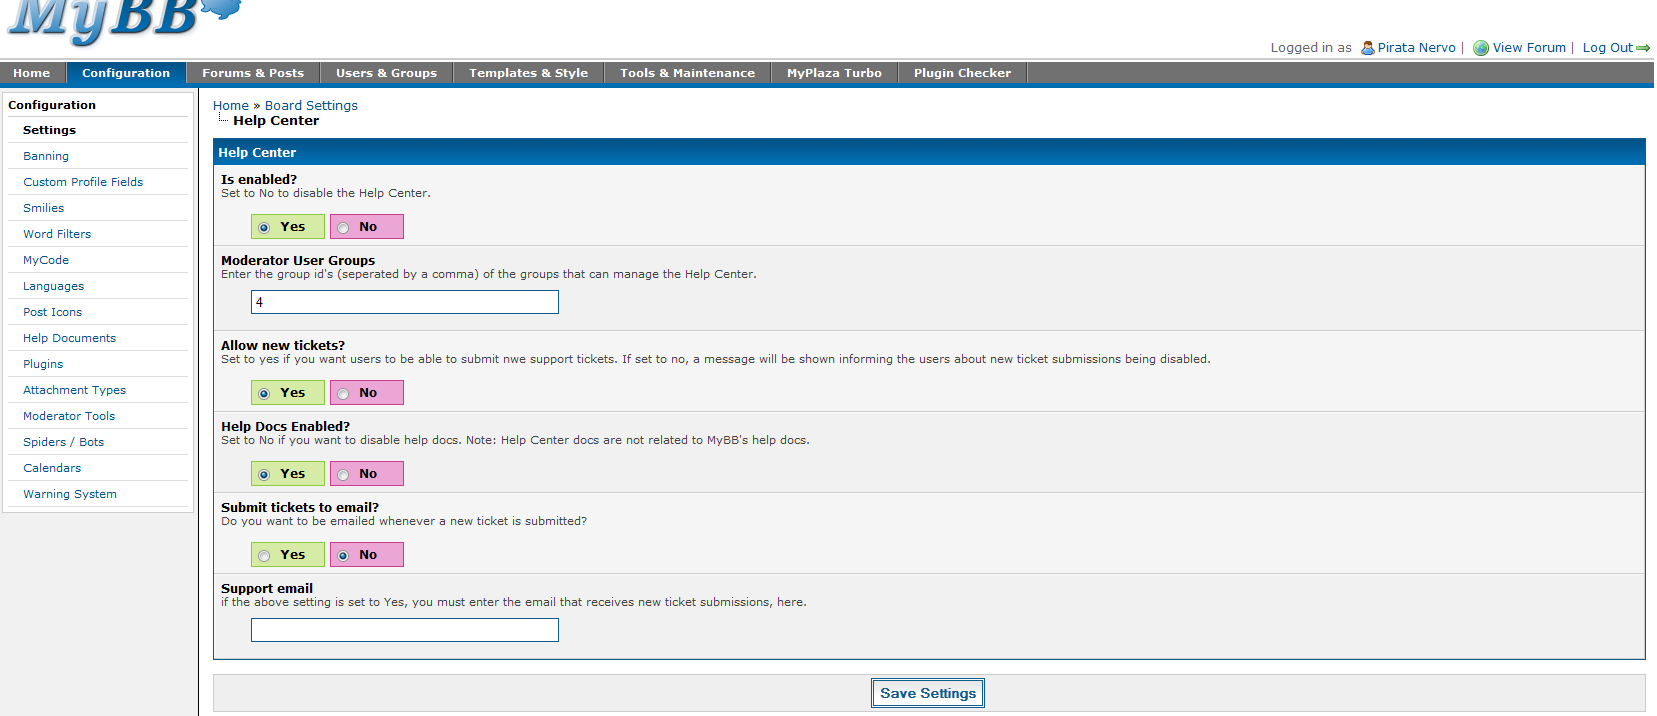 MyBB
Logged in as Pirata Nervo | View Forum | Log Out
Home Configuration Forums & Posts Users & Groups Templates & Style Tools & Maintenance MyPlaza Turbo Plugin Checker
Configuration
Settings
Banning
Custom Profile Fields
Smilies
Word Filters
MyCode
Languages
Post Icons
Help Documents
Plugins
Attachment Types
Moderator Tools
Spiders / Bots
Calendars
Warning System
Home » Board Settings
Help Center
Help Center
Is enabled?
Set to No to disable the Help Center.
Yes No
Moderator User Groups
Enter the group id's (seperated by a comma) of the groups that can manage the Help Center.
4
Allow new tickets?
Set to yes if you want users to be able to submit nwe support tickets. If set to no, a message will be shown informing the users about new ticket submissions being disabled.
Yes No
Help Docs Enabled?
Set to No if you want to disable help docs. Note: Help Center docs are not related to MyBB's help docs.
Yes No
Submit tickets to email?
Do you want to be emailed whenever a new ticket is submitted?
Yes No
Support email
if the above setting is set to Yes, you must enter the email that receives new ticket submissions, here.
Save Settings